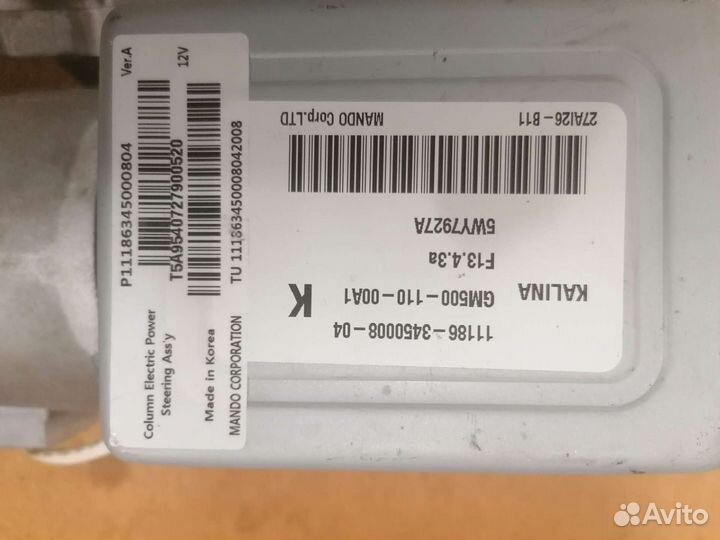 P11186345000804
Ver.A
Column Electric Power
Steering Ass'y
T5A9540727900520
12V
Made in Korea
MANDO CORPORATION
TU 111863450008042008
11186-3450008-04
K
GM500-110-00A1
KALINA
F13.4.3a
5WY7927A
MANDO Corp.LTD
27AI26-B11
Avito